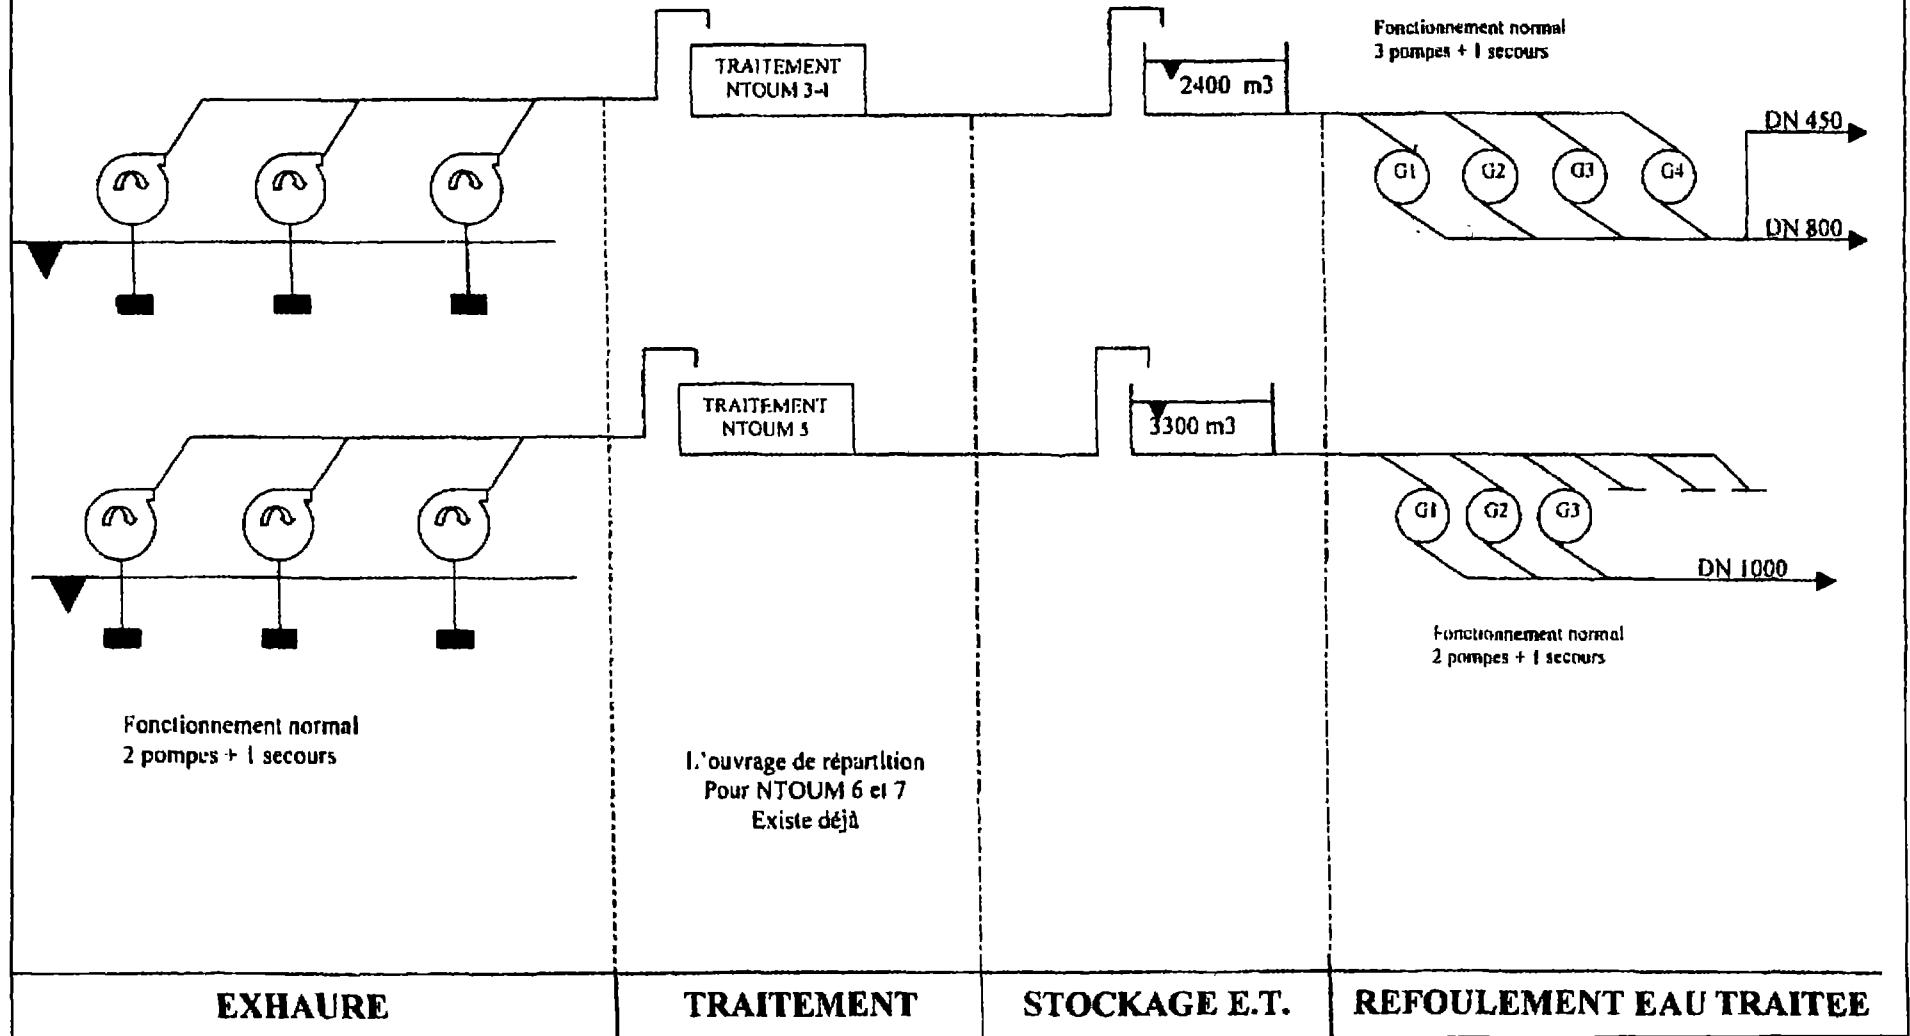 Fonctionnement normal
3 pompes + 1 secours
TRAITEMENT
NTOUM 3-4
2400 m3
DN 450
G1
G2
G3
G4
DN 800
TRAITEMENT
NTOUM 5
3300 m3
G1
G2
G3
DN 1000
Fonctionnement normal
2 pompes + 1 secours
Fonctionnement normal
2 pompes + 1 secours
L'ouvrage de répartition
Pour NTOUM 6 et 7
Existe déjà
EXHAURE
TRAITEMENT
STOCKAGE E.T.
REFOULEMENT EAU TRAITEE